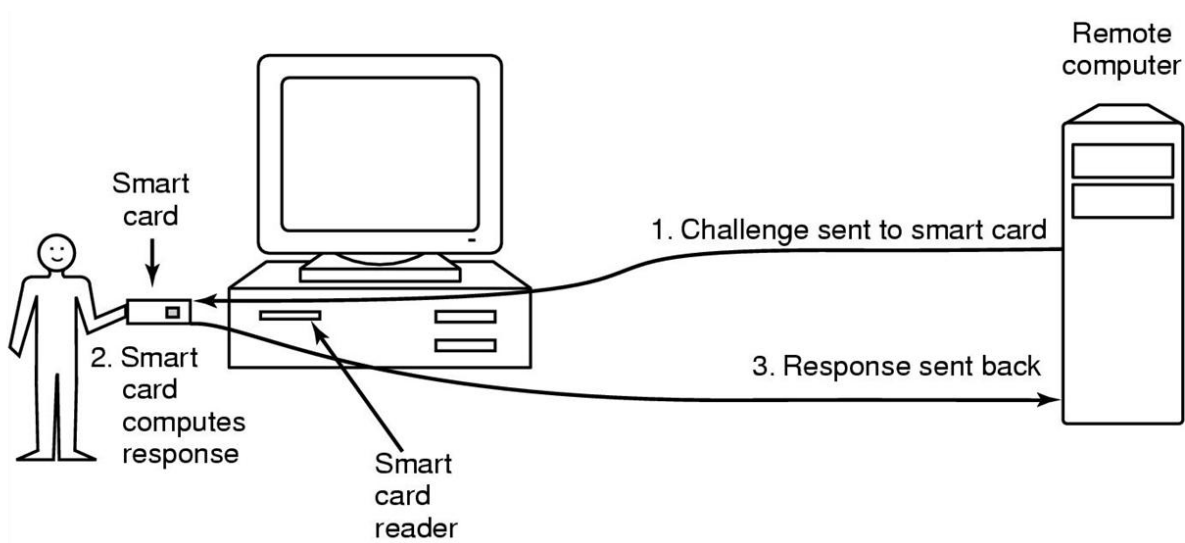 Remote
computer
Smart
card
1. Challenge sent to smart card
2. Smart
card
computes
response
3. Response sent back
Smart
card
reader